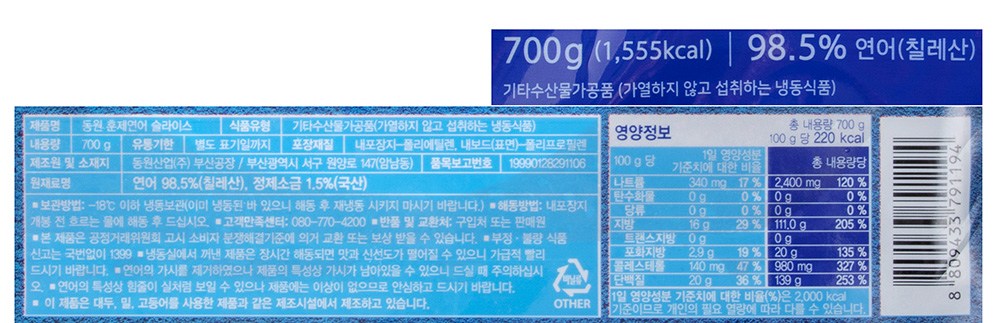 700g (1,555kcal) | 98.5% 연어(칠레산)
기타수산물가공품 (가열하지 않고 섭취하는 냉동식품)
제품명 동원 훈제연어 슬라이스 식품유형 기타수산물가공품(가열하지 않고 섭취하는 냉동식품)
내용량 700 g 유통기한 별도 표기일까지 포장재질 내포장지-폴리에틸렌, 내보드(표면)-폴리프로필렌
제조원 및 소재지 동원산업(주) 부산공장 / 부산광역시 서구 원양로 147(암남동) 품목보고번호 19990128291106
원재료명 연어 98.5%(칠레산), 정제소금 1.5%(국산)
■ 보관방법: -18℃ 이하 냉동보관(이미 냉동된 바 있으니 해동 후 재냉동 시키지 마시기 바랍니다.) ■ 해동방법: 내포장지
개봉 전 흐르는 물에 해동 후 드십시오. ■ 고객만족센터: 080-770-4200 ■ 반품 및 교환처: 구입처 또는 판매원
■ 본 제품은 공정거래위원회 고시 소비자 분쟁해결기준에 의거 교환 또는 보상 받을 수 있습니다. ■ 부정·불량 식품
신고는 국번없이 1399 ■ 냉동실에서 꺼낸 제품은 장시간 해동되면 맛과 신선도가 떨어질 수 있으니 가급적 빨리
드시기 바랍니다. ■ 연어의 가시를 제거하였으나 제품의 특성상 가시가 남아있을 수 있으니 드실 때 주의하십시
오. ■ 연어의 특성상 힘줄이 실처럼 보일 수 있으나 제품에는 이상이 없으므로 안심하고 드시기 바랍니다.
■ 이 제품은 대두, 밀, 고등어를 사용한 제품과 같은 제조시설에서 제조하고 있습니다.
비닐류
OTHER
영양정보 총 내용량 700 g
100 g 당 220 kcal
100 g 당 1일 영양성분 기준치에 대한 비율 총 내용량당
나트륨 340 mg 17 % 2,400 mg 120 %
탄수화물 0 g 0 % 0 g 0 %
당류 0 g 0 % 0 g 0 %
지방 16 g 29 % 111.0 g 205 %
트랜스지방 0 g 0 g
포화지방 2.9 g 19 % 20 g 135 %
콜레스테롤 140 mg 47 % 980 mg 327 %
단백질 20 g 36 % 139 g 253 %
1일 영양성분 기준치에 대한 비율(%)은 2,000 kcal
기준이므로 개인의 필요 열량에 따라 다를 수 있습니다.
8 809433 791194